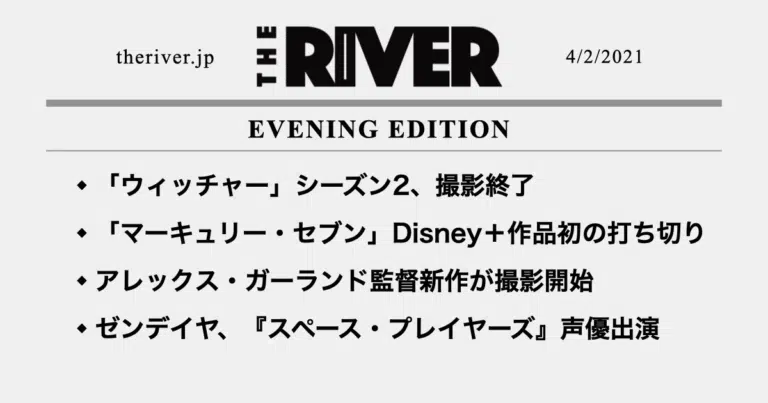 theriver.jp
THE RIVER
4/2/2021
EVENING EDITION
◆ 「ウィッチャー」シーズン2、撮影終了
◆ 「マーキュリー・セブン」Disney＋作品初の打ち切り
◆ アレックス・ガーランド監督新作が撮影開始
◆ ゼンデイヤ、『スペース・プレイヤーズ』声優出演